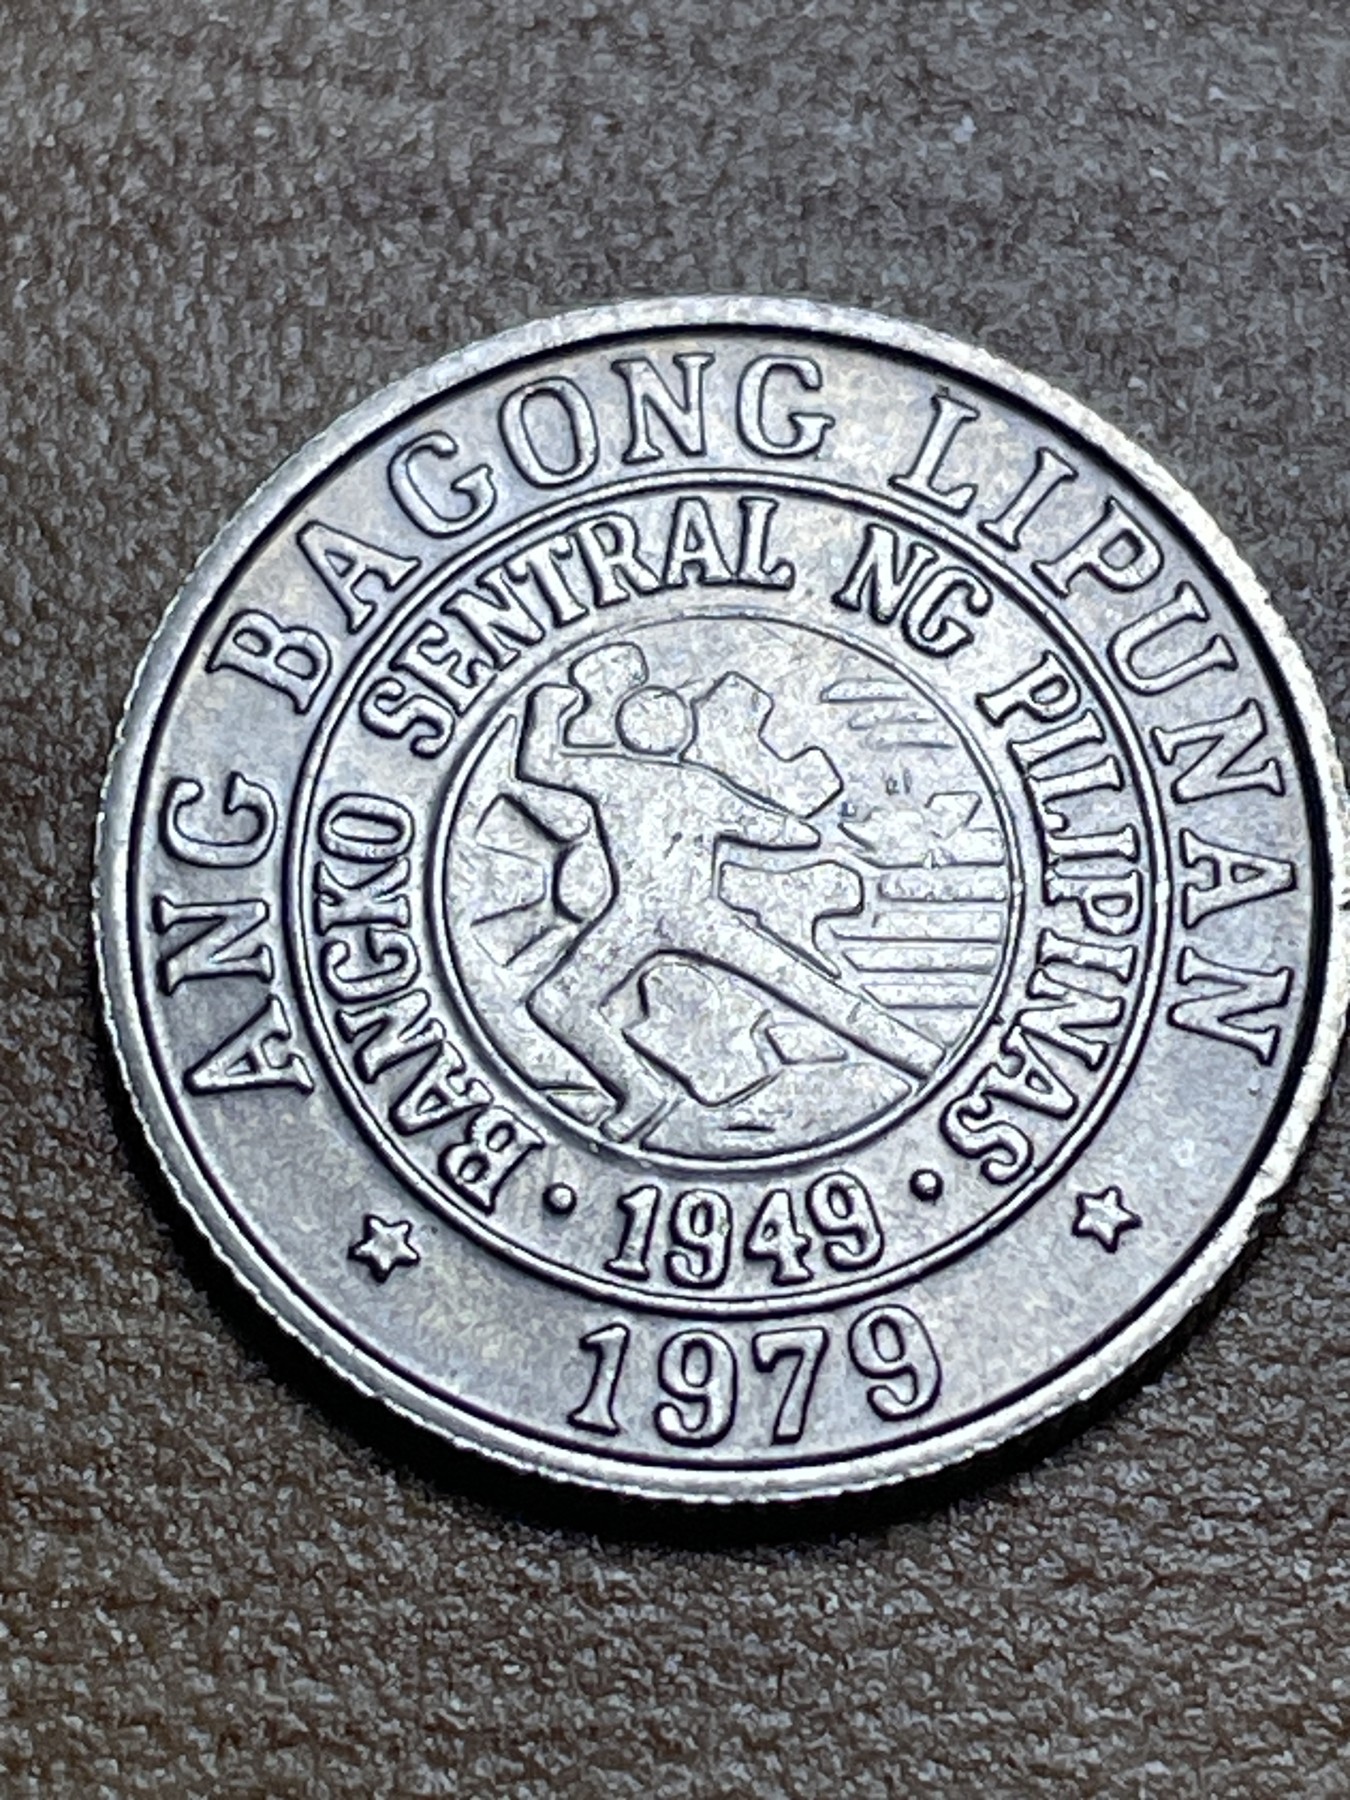 ANG BAGONG LIPUNAN
BANGKO SENTRAL NG PILIPINAS
· 1949 ·
1979